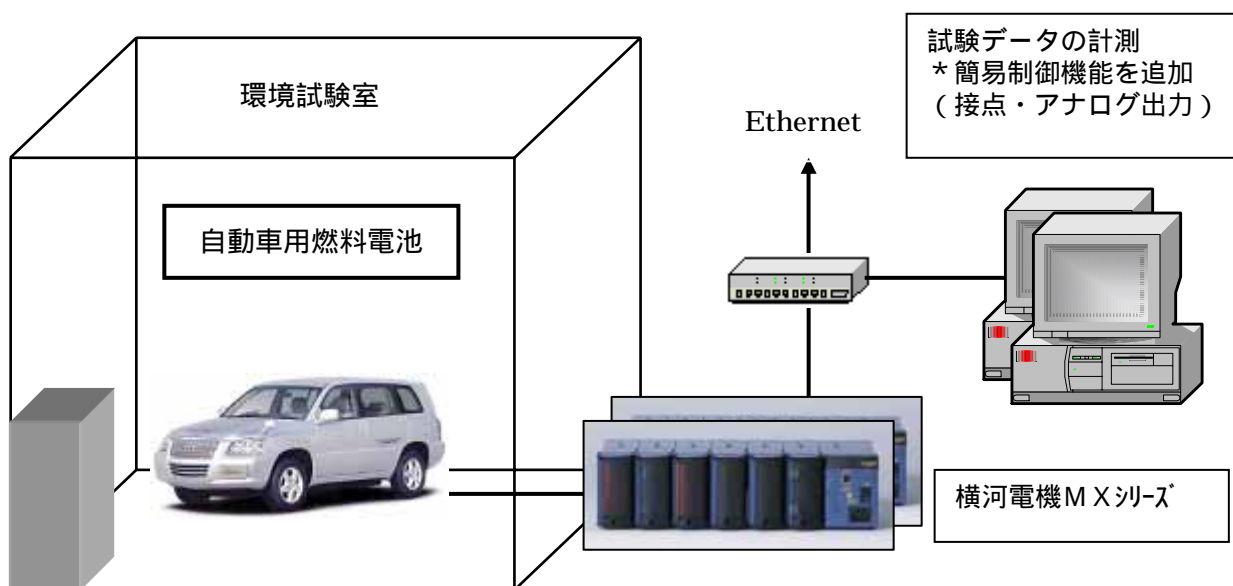 試験データの計測
＊簡易制御機能を追加
（接点・アナログ出力）
環境試験室
Ethernet
自動車用燃料電池
横河電機ＭＸｼﾘｰｽﾞ